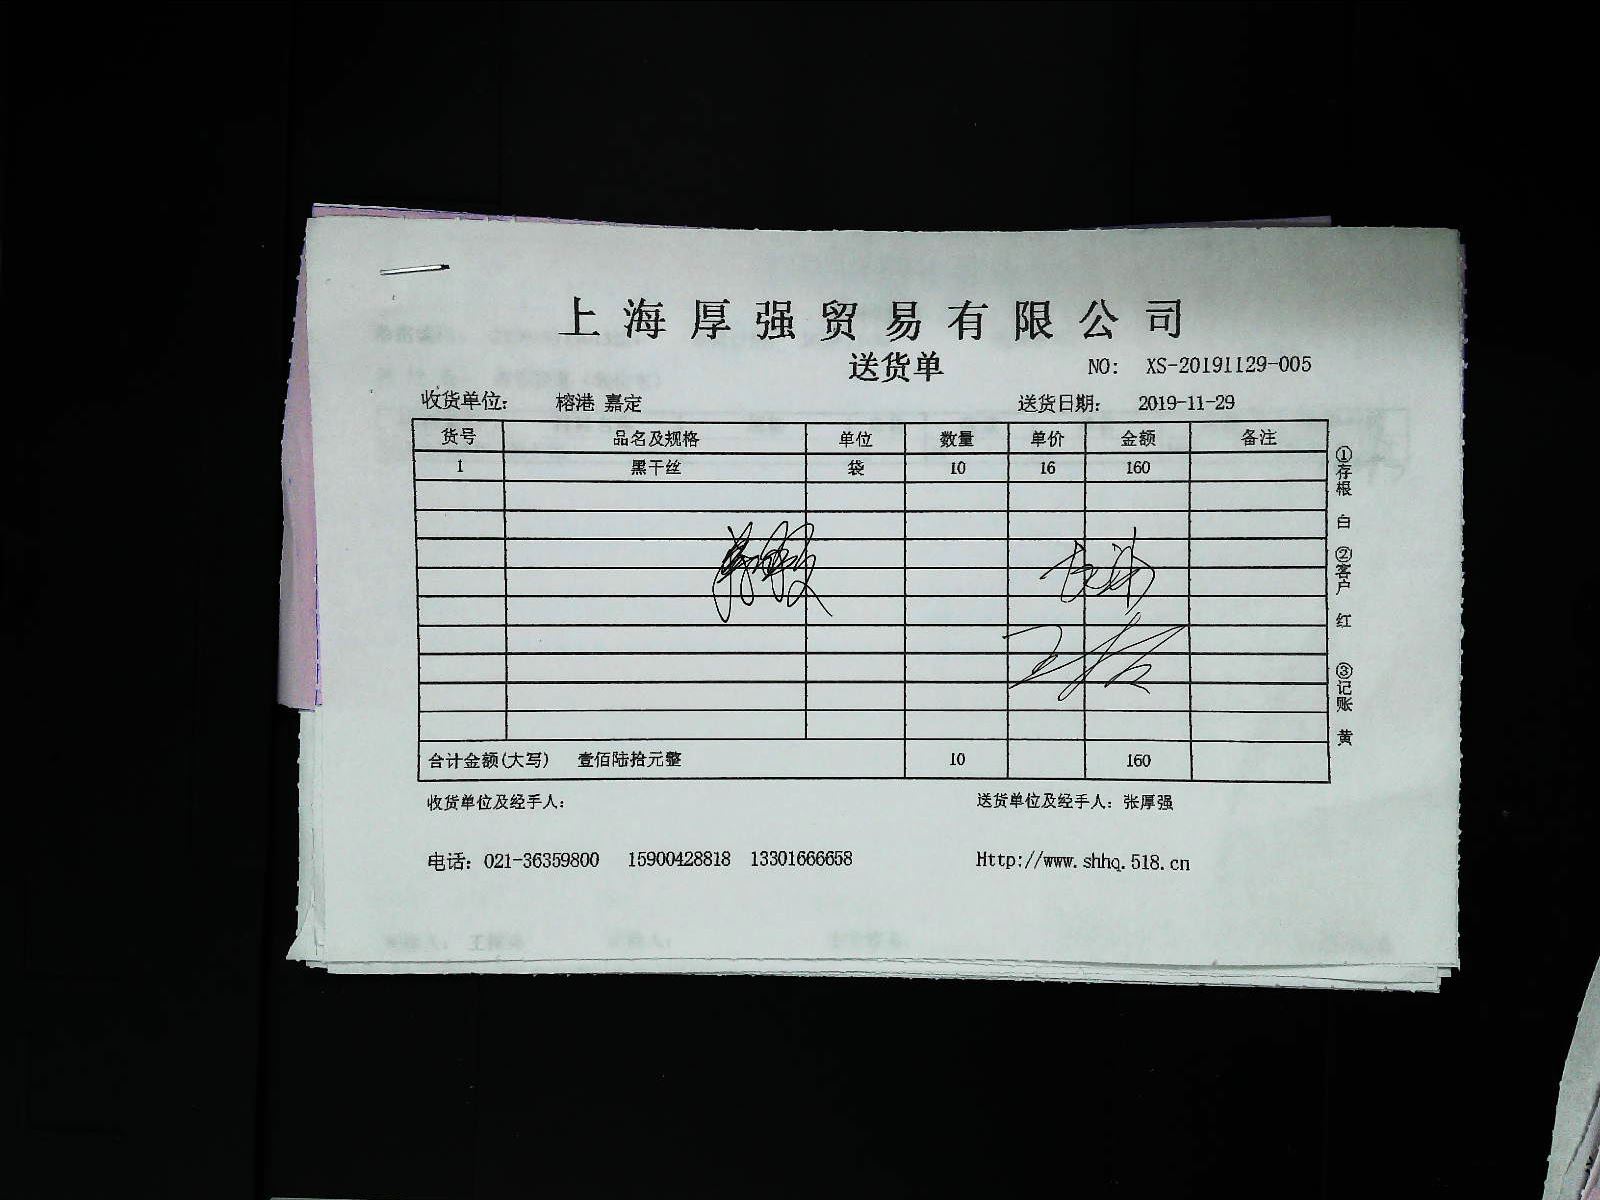 上海厚强贸易有限公司
送货单 NO: XS-20191129-005
收货单位: 榕港 嘉定 送货日期: 2019-11-29
货号 品名及规格 单位 数量 单价 金额 备注
1 黑干丝 袋 10 16 160
合计金额(大写) 壹佰陆拾元整 10 160
收货单位及经手人: 送货单位及经手人: 张厚强
电话: 021-36359800 15900428818 13301666658 Http://www.shhq.518.cn
①存根 白 ②客户 红 ③记账 黄